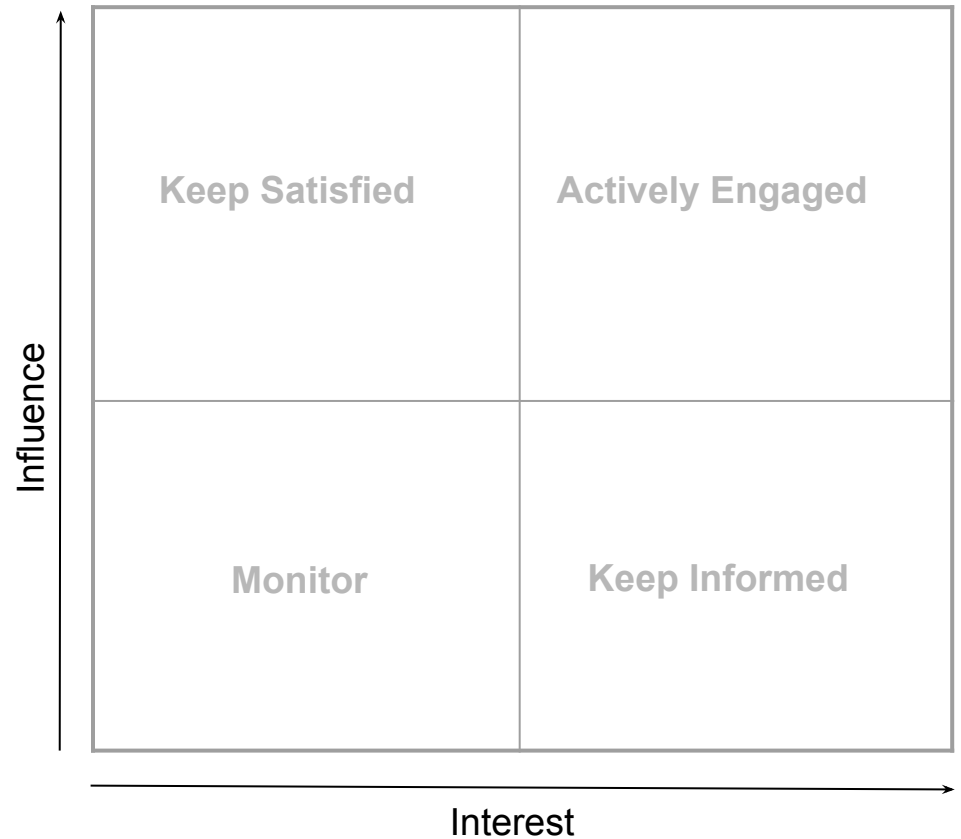 Keep Satisfied
Actively Engaged
Influence
Monitor
Keep Informed
Interest